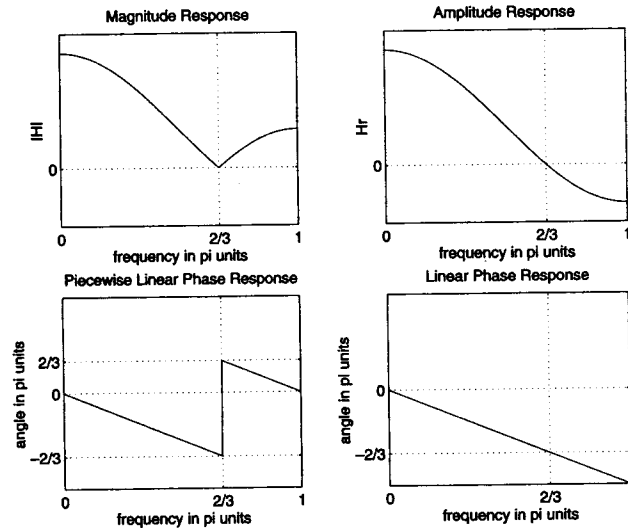 Magnitude Response
|H|
0
0
2/3
1
frequency in pi units
Amplitude Response
Hr
0
0
2/3
1
frequency in pi units
Piecewise Linear Phase Response
angle in pi units
2/3
0
−2/3
0
2/3
1
frequency in pi units
Linear Phase Response
angle in pi units
0
−2/3
0
2/3
frequency in pi units